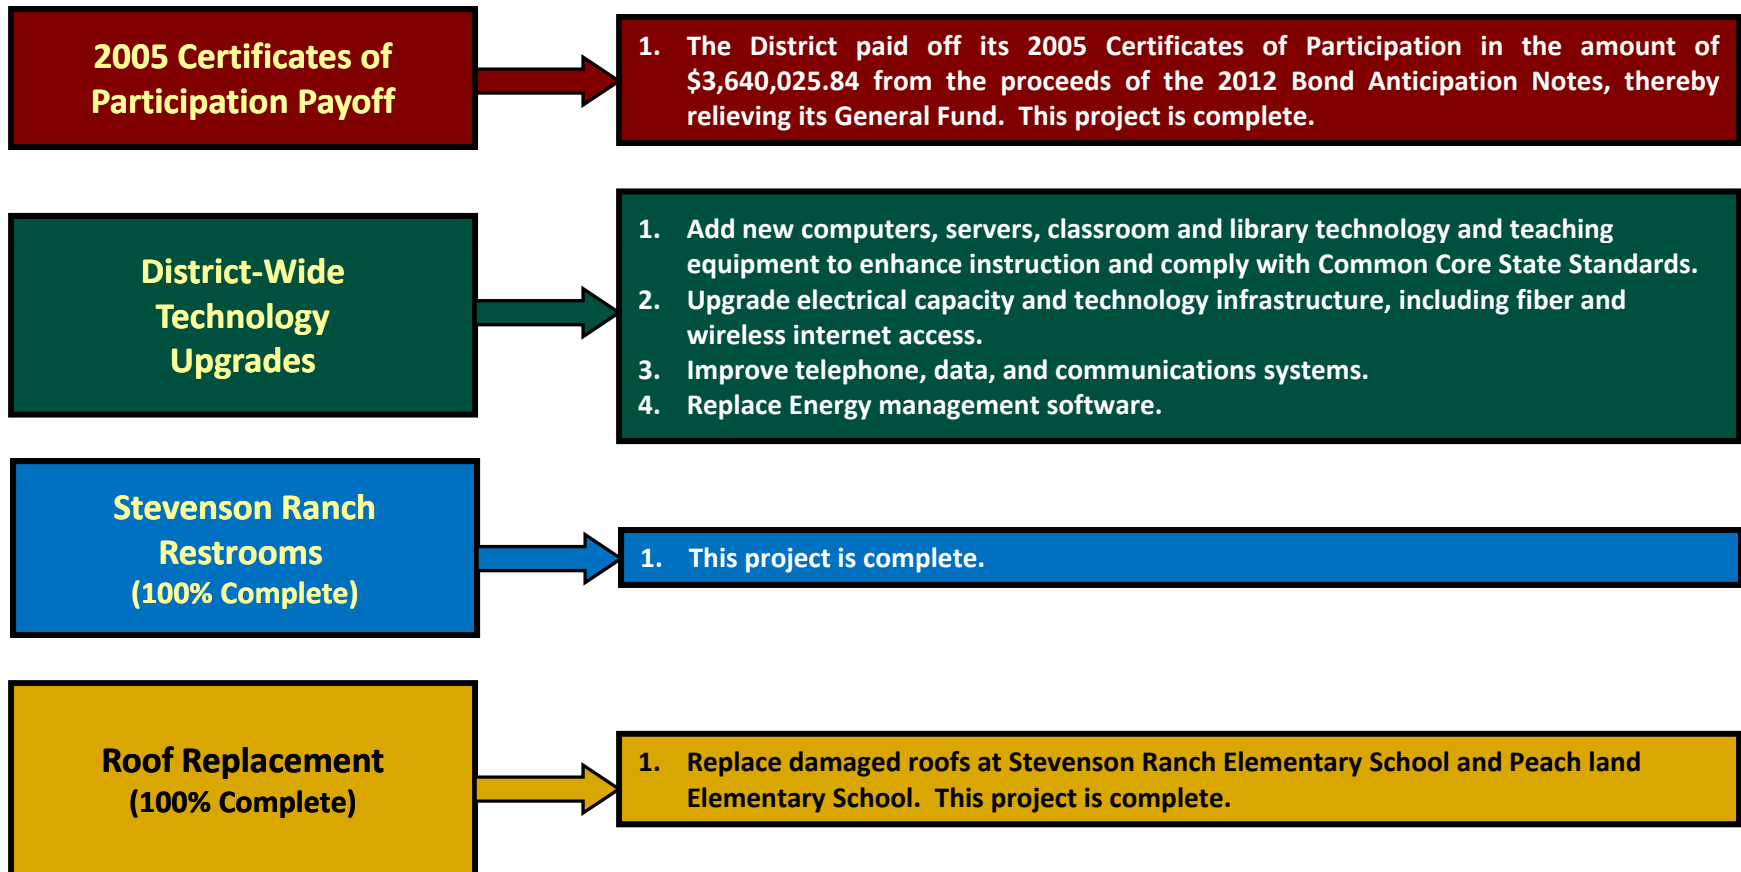 2005 Certificates of
Participation Payoff
1. The District paid off its 2005 Certificates of Participation in the amount of
$3,640,025.84 from the proceeds of the 2012 Bond Anticipation Notes, thereby
relieving its General Fund. This project is complete.
District-Wide
Technology
Upgrades
1. Add new computers, servers, classroom and library technology and teaching
equipment to enhance instruction and comply with Common Core State Standards.
2. Upgrade electrical capacity and technology infrastructure, including fiber and
wireless internet access.
3. Improve telephone, data, and communications systems.
4. Replace Energy management software.
Stevenson Ranch
Restrooms
(100% Complete)
1. This project is complete.
Roof Replacement
(100% Complete)
1. Replace damaged roofs at Stevenson Ranch Elementary School and Peach land
Elementary School. This project is complete.